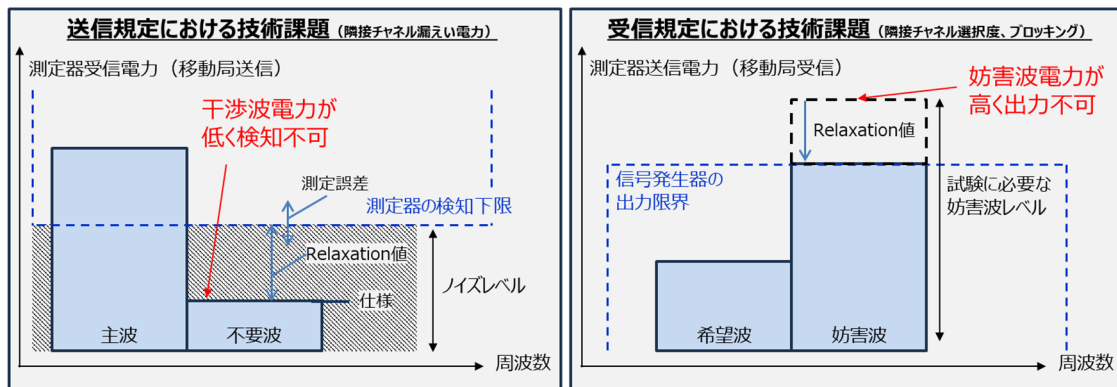 送信規定における技術課題（隣接チャネル漏えい電力）
測定器受信電力（移動局送信）
干渉波電力が
低く検知不可
測定誤差
測定器の検知下限
Relaxation値
ノイズレベル
仕様
主波
不要波
周波数
受信規定における技術課題（隣接チャネル選択度、ブロッキング）
測定器送信電力（移動局受信）
妨害波電力が
高く出力不可
Relaxation値
信号発生器の
出力限界
試験に必要な
妨害波レベル
希望波
妨害波
周波数